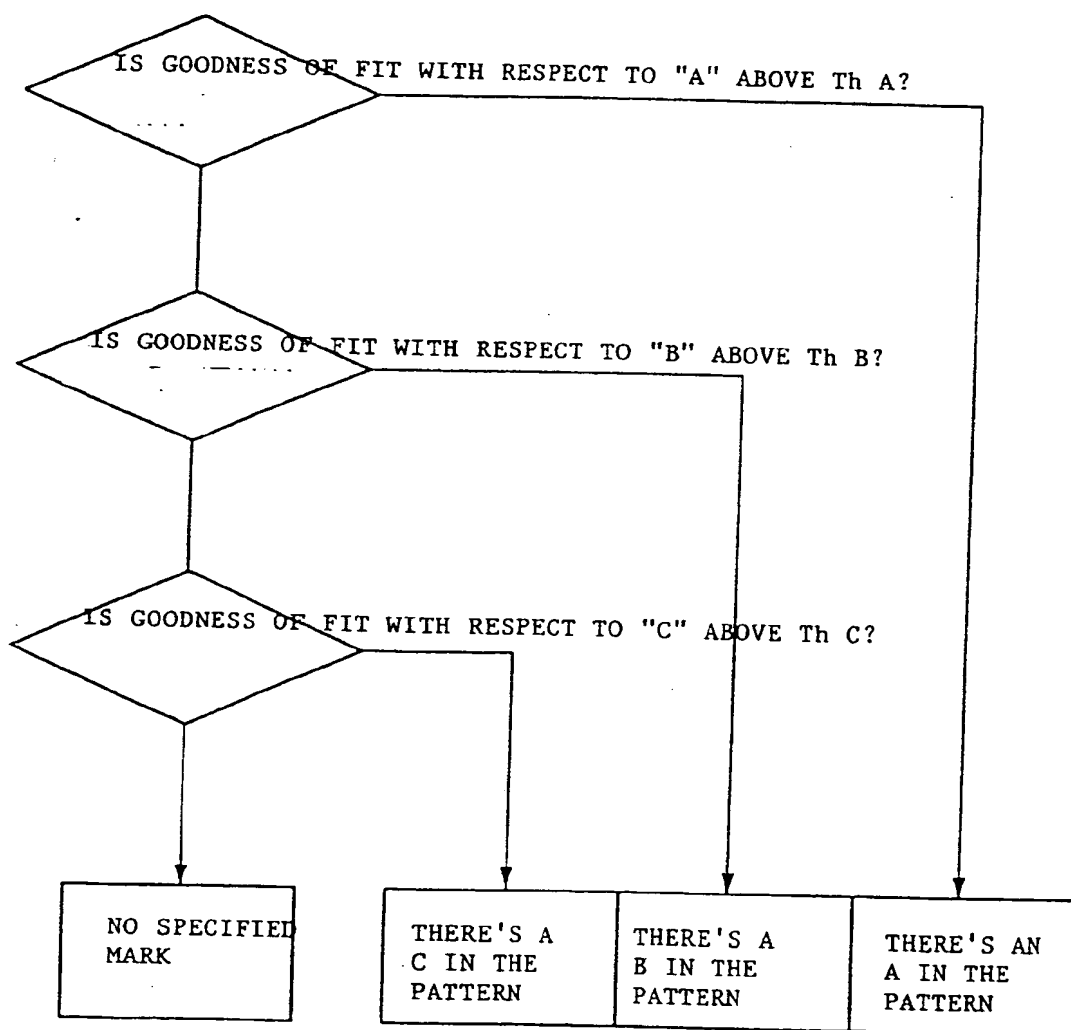 IS GOODNESS OF FIT WITH RESPECT TO "A" ABOVE Th A?
IS GOODNESS OF FIT WITH RESPECT TO "B" ABOVE Th B?
IS GOODNESS OF FIT WITH RESPECT TO "C" ABOVE Th C?
NO SPECIFIED
MARK
THERE'S A
C IN THE
PATTERN
THERE'S A
B IN THE
PATTERN
THERE'S AN
A IN THE
PATTERN